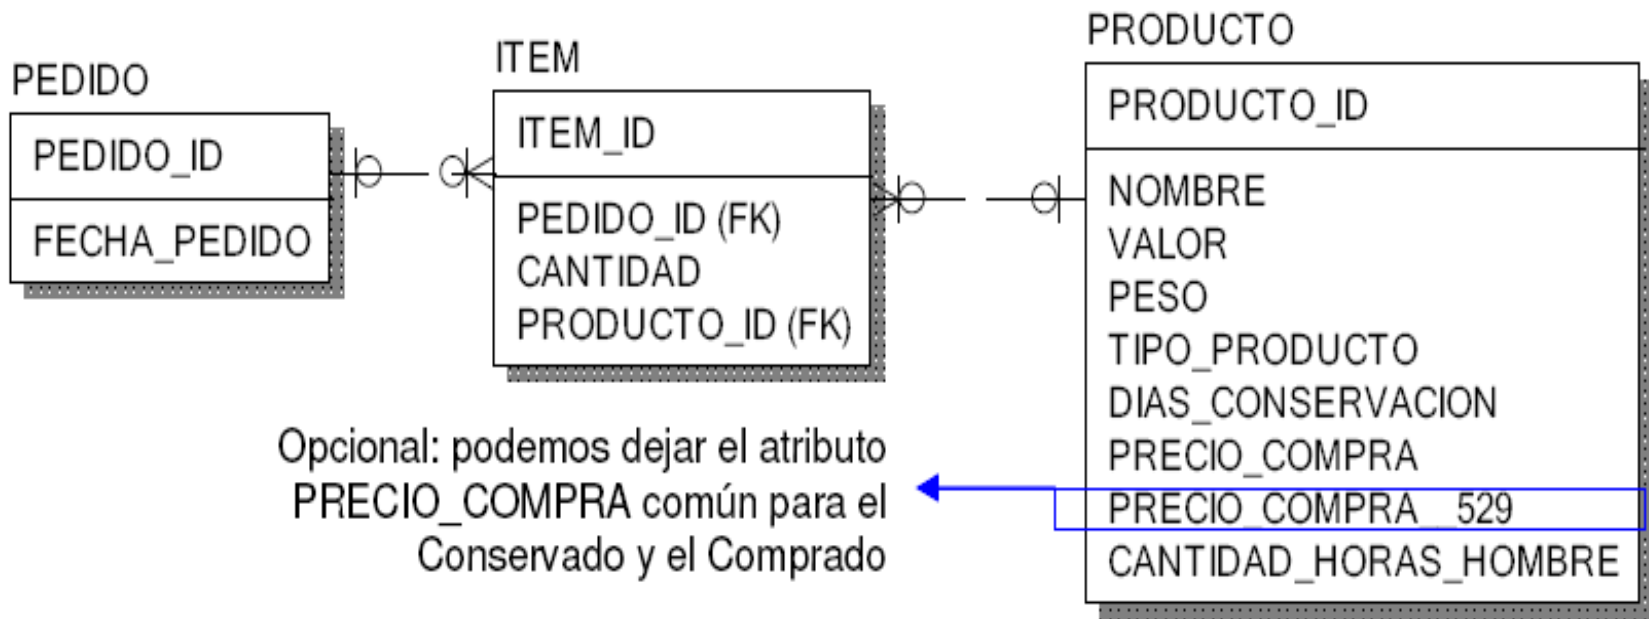 PEDIDO
PEDIDO_ID
FECHA_PEDIDO
ITEM
ITEM_ID
PEDIDO_ID (FK)
CANTIDAD
PRODUCTO_ID (FK)
PRODUCTO
PRODUCTO_ID
NOMBRE
VALOR
PESO
TIPO_PRODUCTO
DIAS_CONSERVACION
PRECIO_COMPRA
PRECIO_COMPRA__529
CANTIDAD_HORAS_HOMBRE
Opcional: podemos dejar el atributo
PRECIO_COMPRA común para el
Conservado y el Comprado